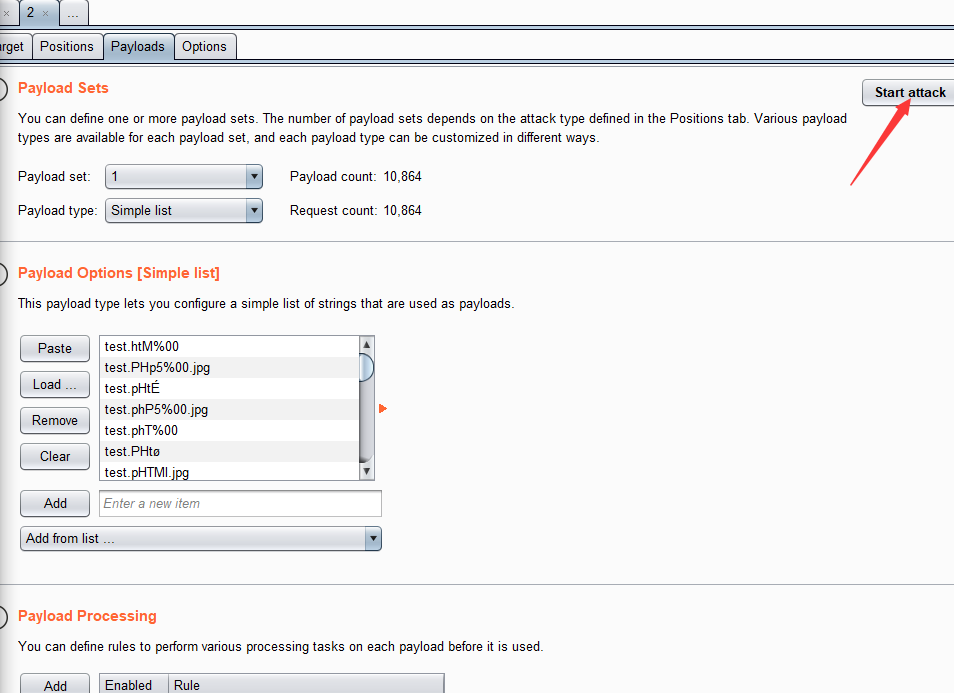 2
...
rget Positions Payloads Options
Payload Sets
Start attack
You can define one or more payload sets. The number of payload sets depends on the attack type defined in the Positions tab. Various payload
types are available for each payload set, and each payload type can be customized in different ways.
Payload set: 1 Payload count: 10,864
Payload type: Simple list Request count: 10,864
Payload Options [Simple list]
This payload type lets you configure a simple list of strings that are used as payloads.
Paste
Load ...
Remove
Clear
test.htM%00
test.PHp5%00.jpg
test.pHtÉ
test.phP5%00.jpg
test.phT%00
test.PHtø
test.pHTMl.jpg
Add Enter a new item
Add from list ...
Payload Processing
You can define rules to perform various processing tasks on each payload before it is used.
Add Enabled Rule